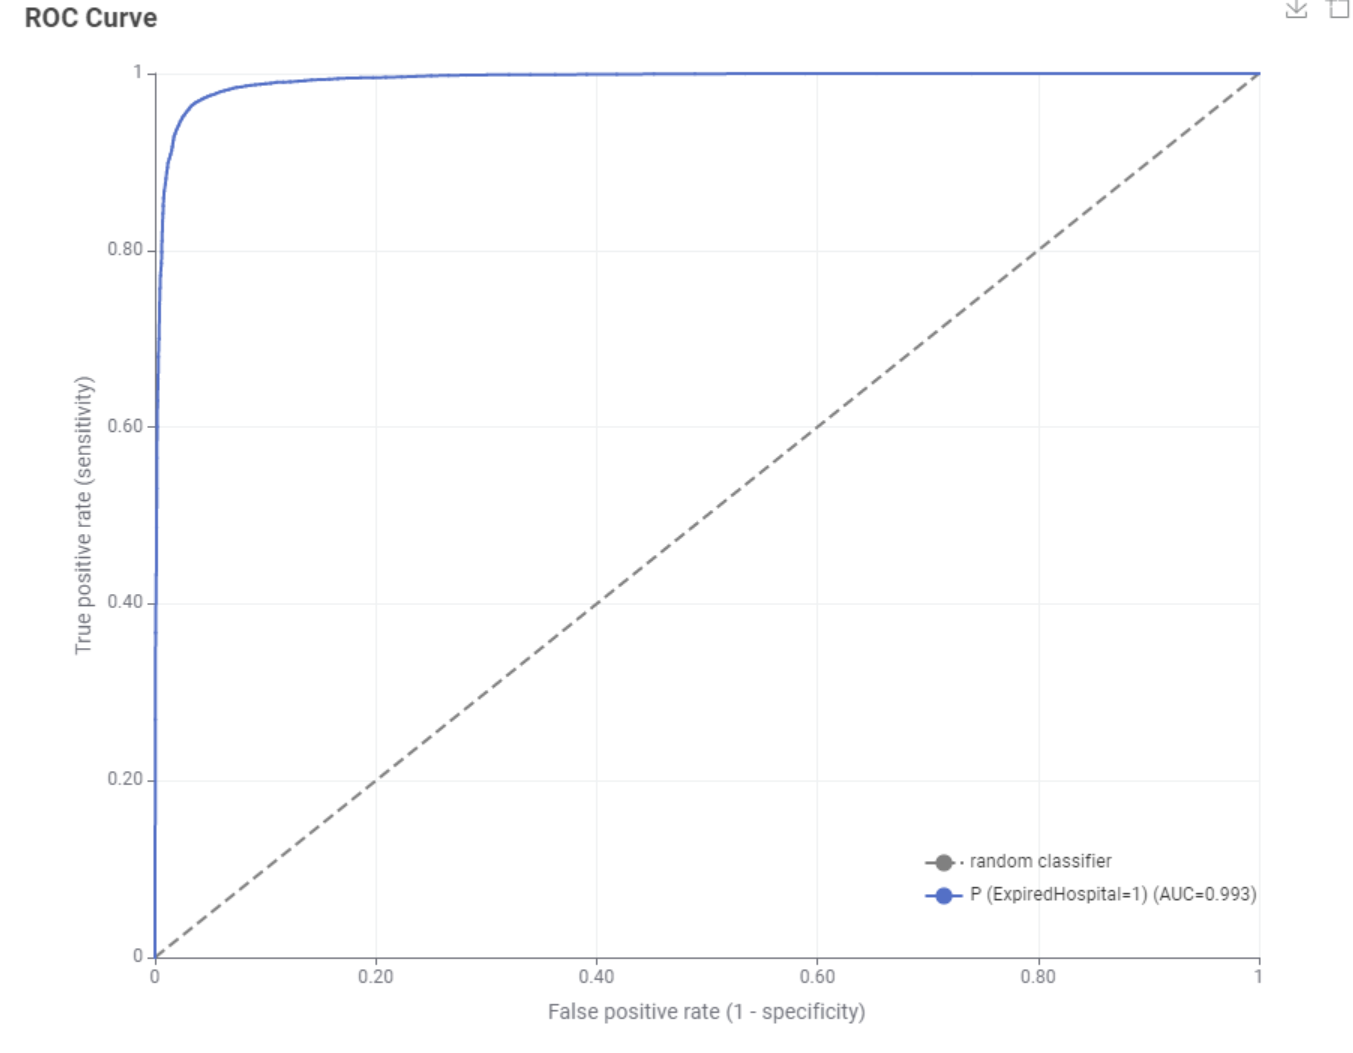 ROC Curve
1
0.80
0.60
0.40
0.20
0
True positive rate (sensitivity)
random classifier
P (ExpiredHospital=1) (AUC=0.993)
0
0.20
0.40
0.60
0.80
1
False positive rate (1 - specificity)